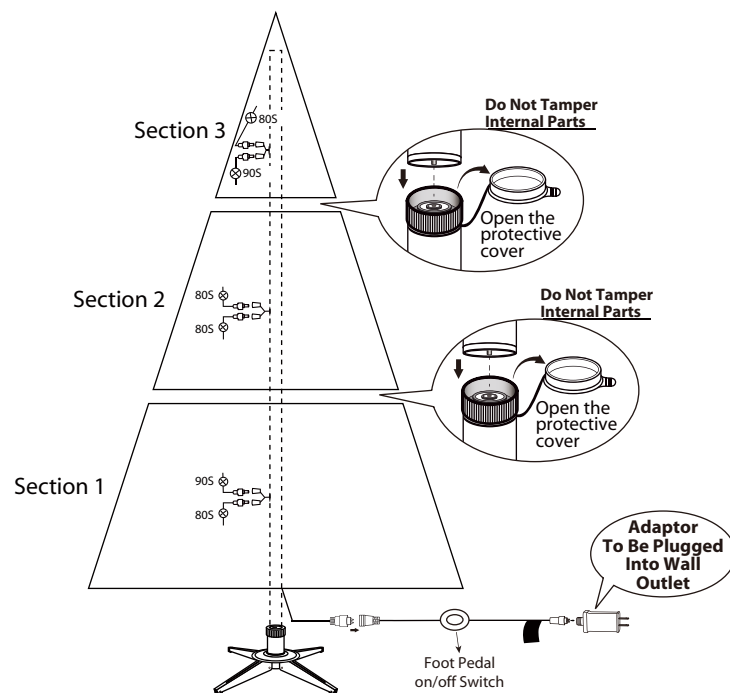 Do Not Tamper
Internal Parts
Section 3
80S
90S
Open the
protective
cover
Section 2
80S
80S
Do Not Tamper
Internal Parts
Open the
protective
cover
Section 1
90S
80S
Adaptor
To Be Plugged
Into Wall
Outlet
Foot Pedal
on/off Switch